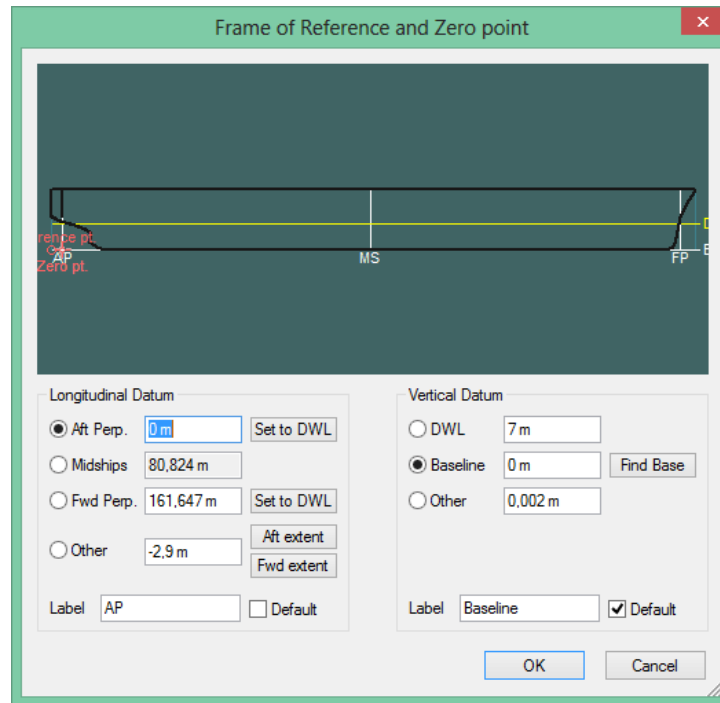 Frame of Reference and Zero point
rence pt.
Zero pt.
AP
MS
FP
Longitudinal Datum
Aft Perp. 0 m Set to DWL
Midships 80,824 m
Fwd Perp. 161,647 m Set to DWL
Other -2,9 m Aft extent
Fwd extent
Label AP Default
Vertical Datum
DWL 7 m
Baseline 0 m Find Base
Other 0,002 m
Label Baseline Default
OK Cancel